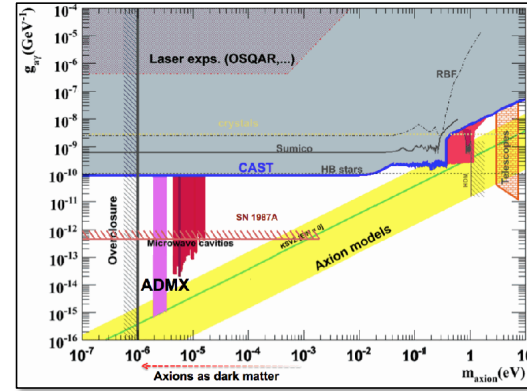 g_aγ(GeV⁻¹)
10⁻⁴
10⁻⁵
10⁻⁶
10⁻⁷
10⁻⁸
10⁻⁹
10⁻¹⁰
10⁻¹¹
10⁻¹²
10⁻¹³
10⁻¹⁴
10⁻¹⁵
10⁻¹⁶
Laser exps. (OSQAR,...)
RBF
crystals
Sumico
CAST
HB stars
HDM
Telescopes
Overclosure
SN 1987A
Microwave cavities
KSVZ [E/N = 0]
ADMX
Axion models
10⁻⁷ 10⁻⁶ 10⁻⁵ 10⁻⁴ 10⁻³ 10⁻² 10⁻¹ 1 10
m_axion(eV)
Axions as dark matter